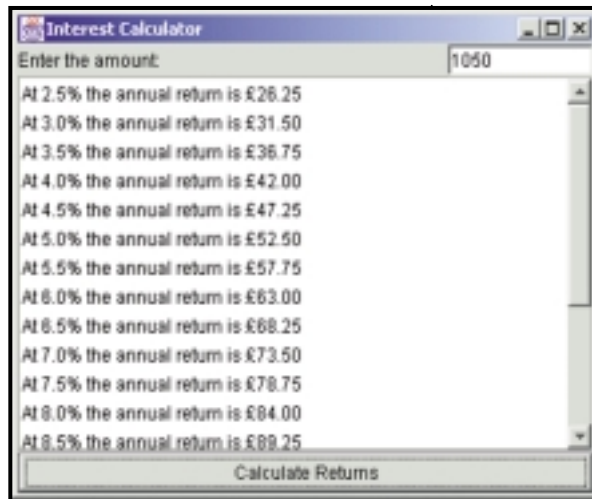 Interest Calculator
Enter the amount: 1050
At 2.5% the annual return is £26.25
At 3.0% the annual return is £31.50
At 3.5% the annual return is £36.75
At 4.0% the annual return is £42.00
At 4.5% the annual return is £47.25
At 5.0% the annual return is £52.50
At 5.5% the annual return is £57.75
At 6.0% the annual return is £63.00
At 6.5% the annual return is £68.25
At 7.0% the annual return is £73.50
At 7.5% the annual return is £78.75
At 8.0% the annual return is £84.00
At 8.5% the annual return is £89.25
Calculate Returns